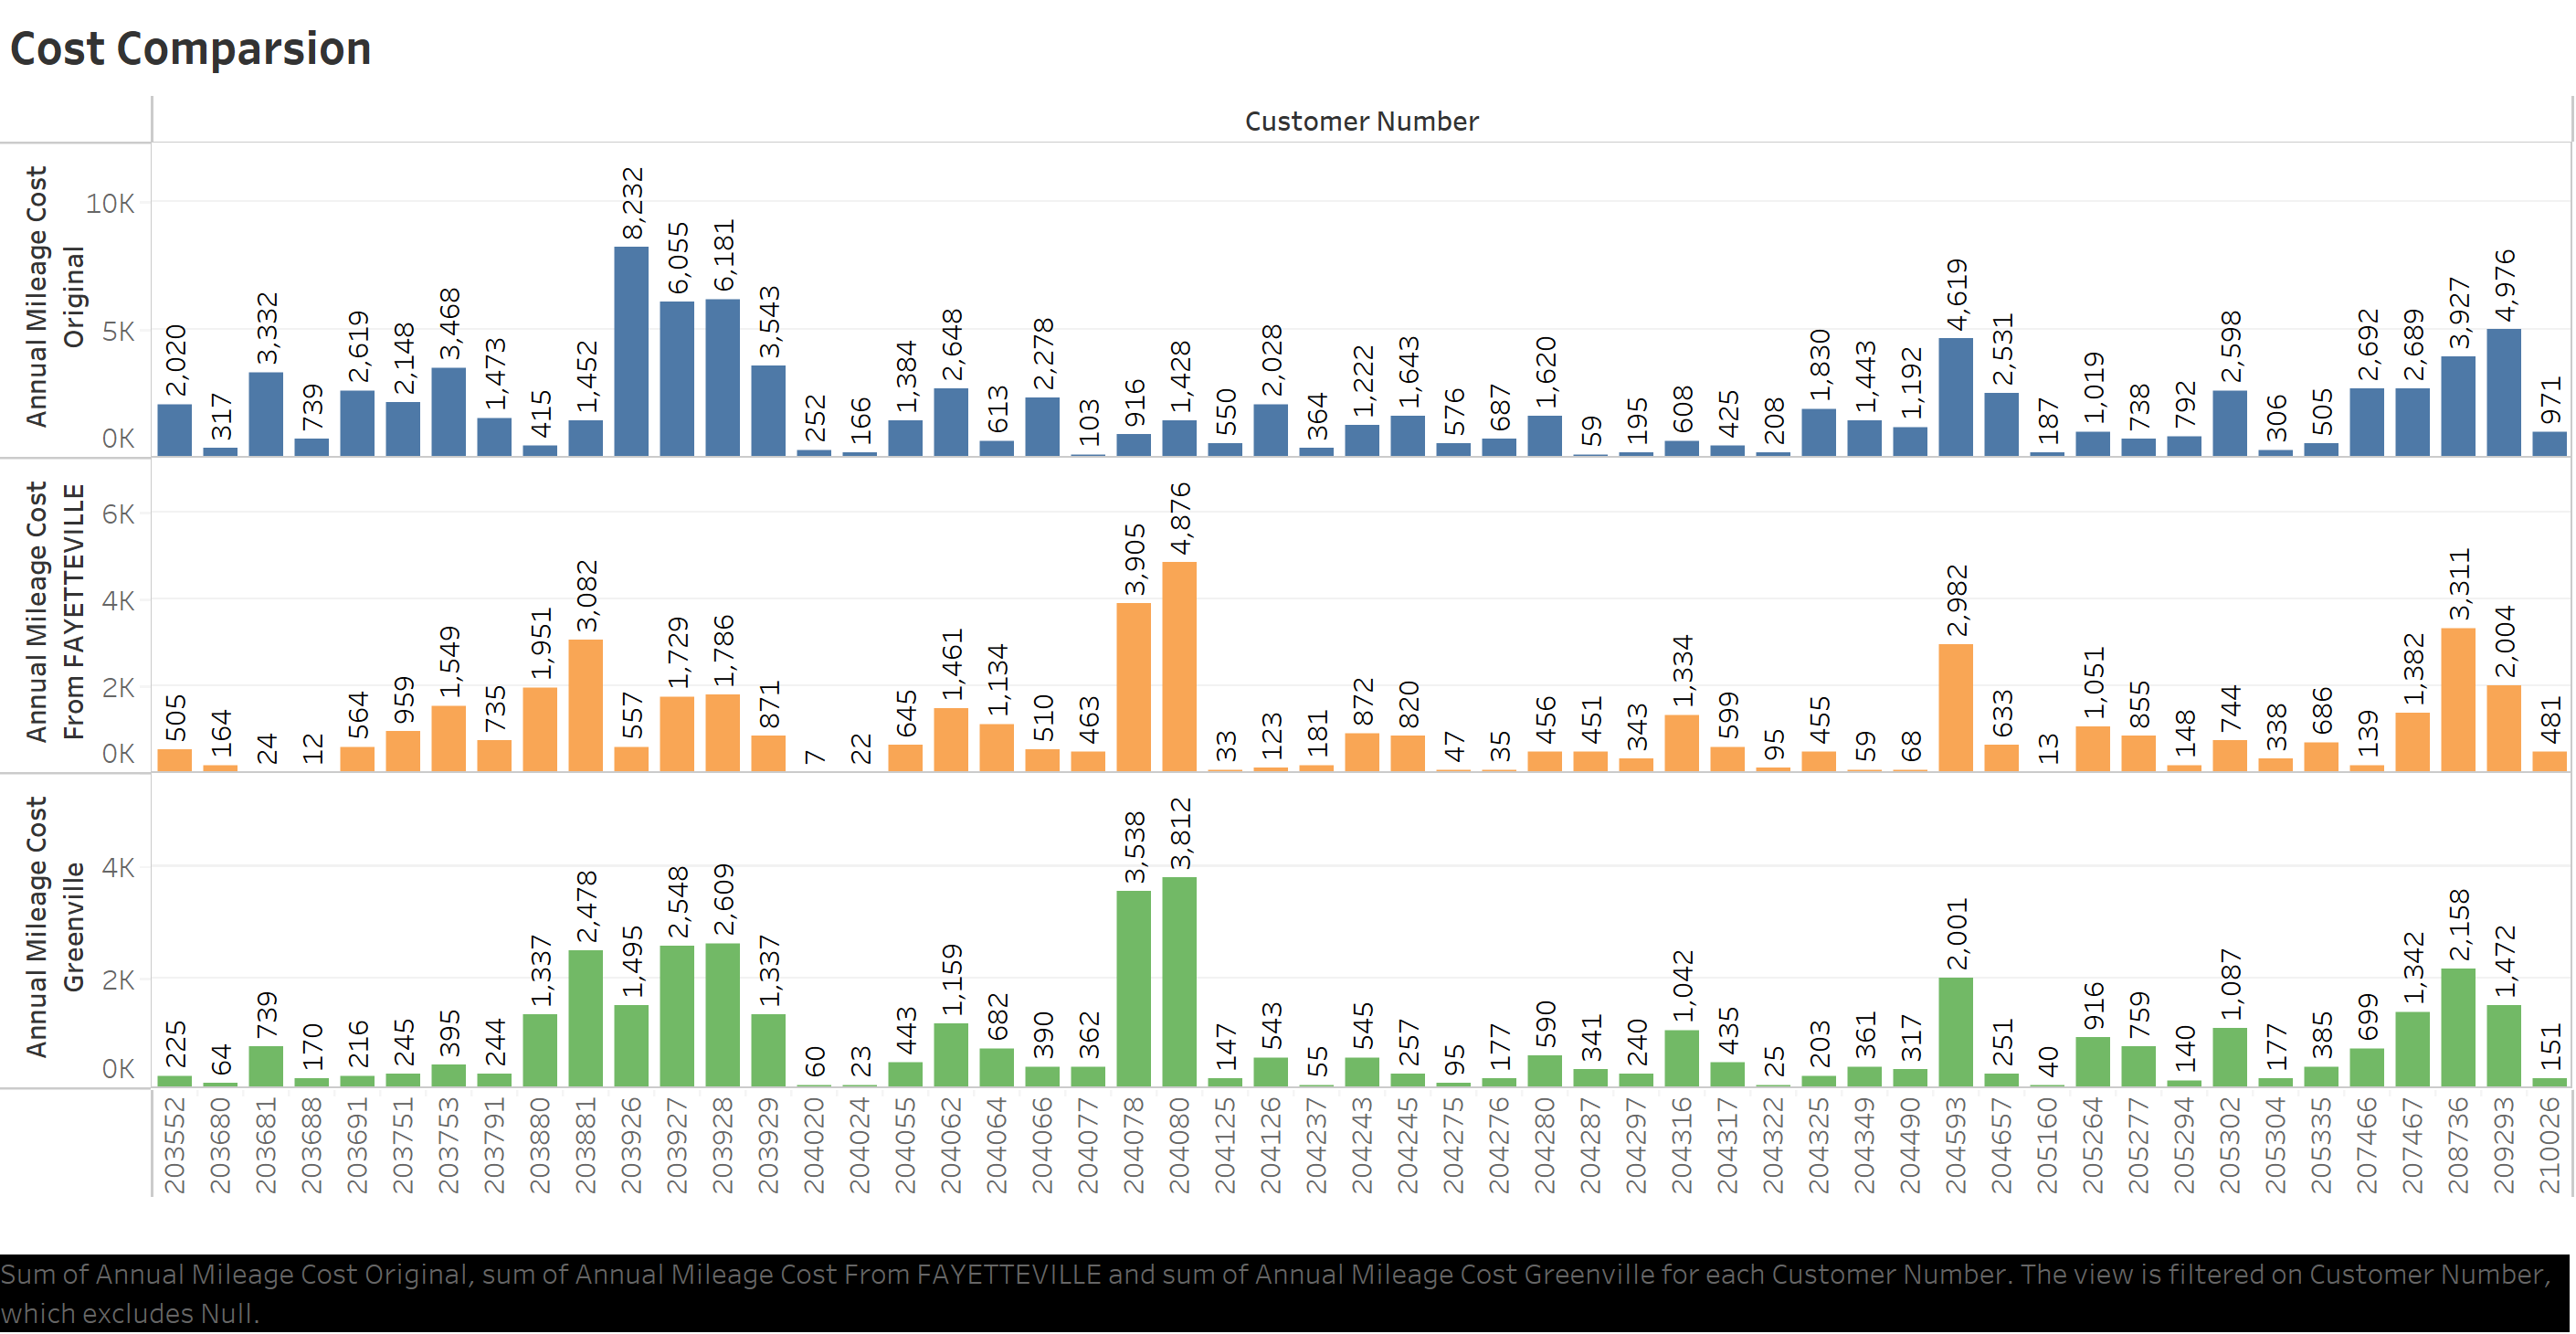 Cost Comparsion
Customer Number
Annual Mileage Cost
Original
10K
5K
0K
2,020 317 3,332 739 2,619 2,148 3,468 1,473 415 1,452 8,232 6,055 6,181 3,543 252 166 1,384 2,648 613 2,278 103 916 1,428 550 2,028 364 1,222 1,643 576 687 1,620 59 195 608 425 208 1,830 1,443 1,192 4,619 2,531 187 1,019 738 792 2,598 306 505 2,692 2,689 3,927 4,976 971
Annual Mileage Cost
From FAYETTEVILLE
6K
4K
2K
0K
505 164 24 12 564 959 1,549 735 1,951 3,082 557 1,729 1,786 871 7 22 645 1,461 1,134 510 463 3,905 4,876 33 123 181 872 820 47 35 456 451 343 1,334 599 95 455 59 68 2,982 633 13 1,051 855 148 744 338 686 139 1,382 3,311 2,004 481
Annual Mileage Cost
Greenville
4K
2K
0K
225 64 739 170 216 245 395 244 1,337 2,478 1,495 2,548 2,609 1,337 60 23 443 1,159 682 390 362 3,538 3,812 147 543 55 545 257 95 177 590 341 240 1,042 435 25 203 361 317 2,001 251 40 916 759 140 1,087 177 385 699 1,342 2,158 1,472 151
203552 203680 203681 203688 203691 203751 203753 203791 203880 203881 203926 203927 203928 203929 204020 204024 204055 204062 204064 204066 204077 204078 204080 204125 204126 204237 204243 204245 204275 204276 204280 204287 204297 204316 204317 204322 204325 204349 204490 204593 204657 205160 205264 205277 205294 205302 205304 205335 207466 207467 208736 209293 210026
Sum of Annual Mileage Cost Original, sum of Annual Mileage Cost From FAYETTEVILLE and sum of Annual Mileage Cost Greenville for each Customer Number. The view is filtered on Customer Number,
which excludes Null.